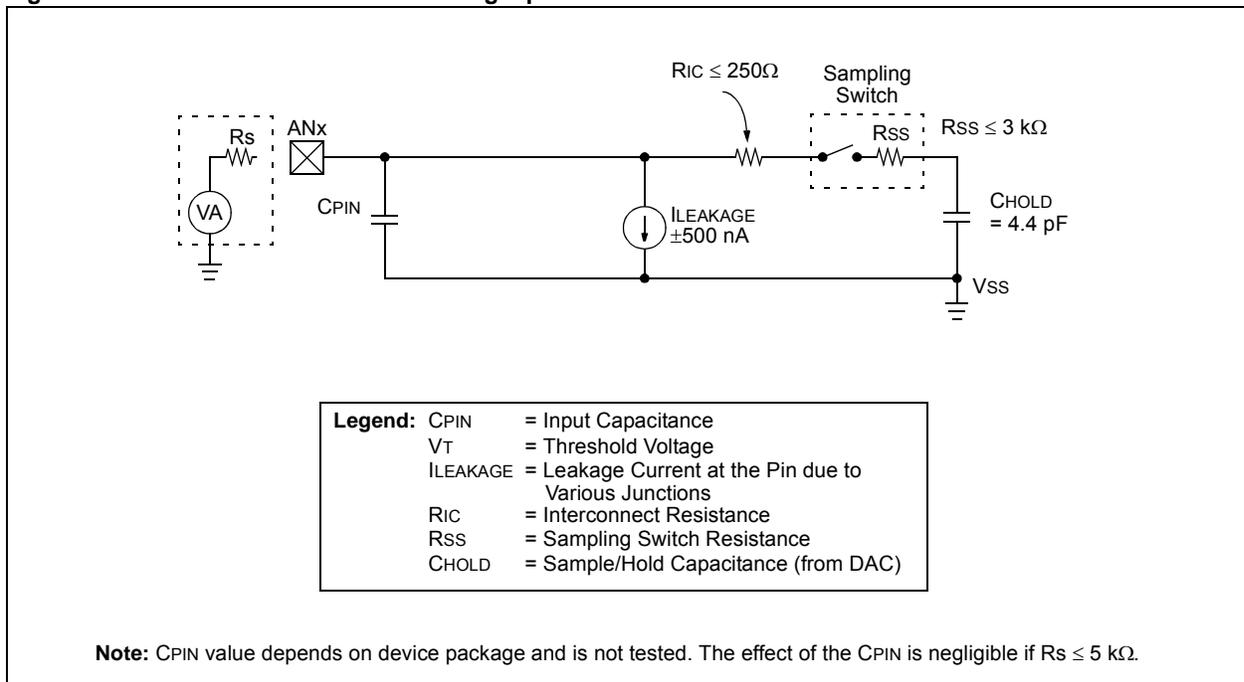 RIC ≤ 250Ω
Sampling
Switch
Rs
ANx
RSS
RSS ≤ 3 kΩ
VA
CPIN
ILEAKAGE
±500 nA
CHOLD
= 4.4 pF
VSS
Legend: CPIN = Input Capacitance
VT = Threshold Voltage
ILEAKAGE = Leakage Current at the Pin due to
Various Junctions
RIC = Interconnect Resistance
RSS = Sampling Switch Resistance
CHOLD = Sample/Hold Capacitance (from DAC)
Note: CPIN value depends on device package and is not tested. The effect of the CPIN is negligible if Rs ≤ 5 kΩ.